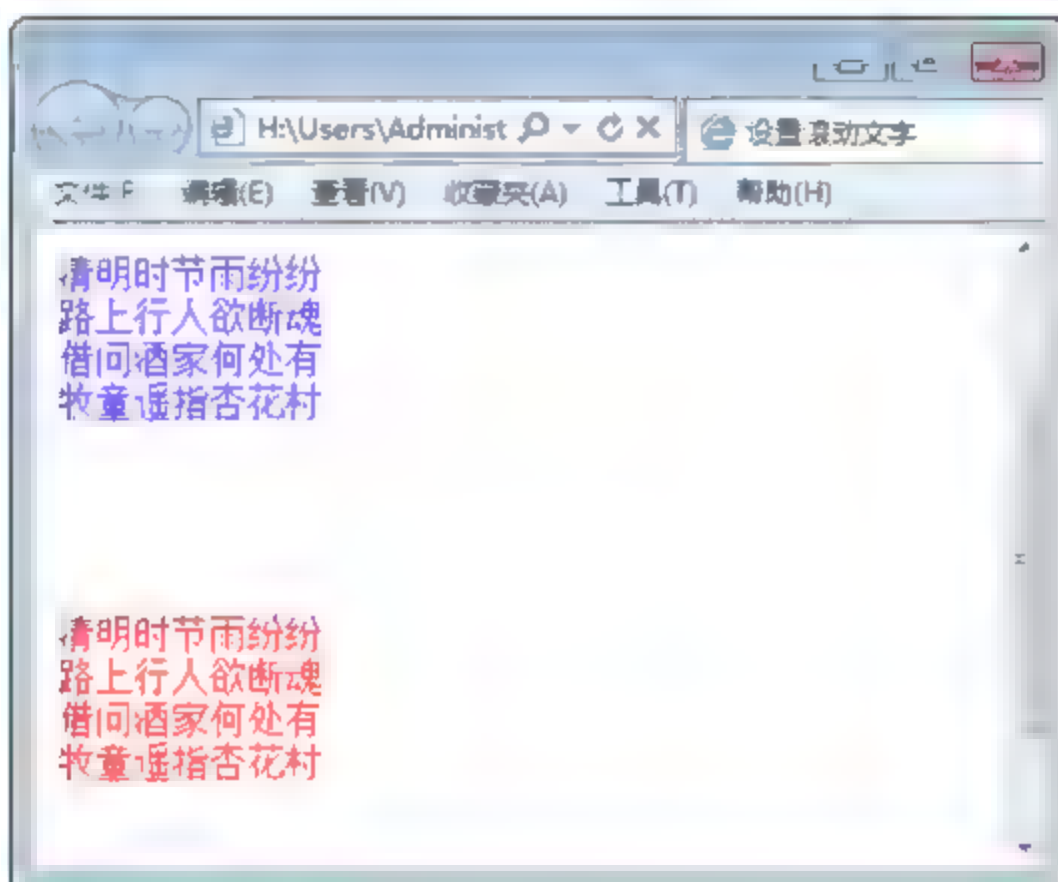 H:\Users\Administ
设置滚动文字
文件 F 编辑(E) 查看(V) 收藏夹(A) 工具(T) 帮助(H)
清明时节雨纷纷
路上行人欲断魂
借问酒家何处有
牧童遥指杏花村
清明时节雨纷纷
路上行人欲断魂
借问酒家何处有
牧童遥指杏花村